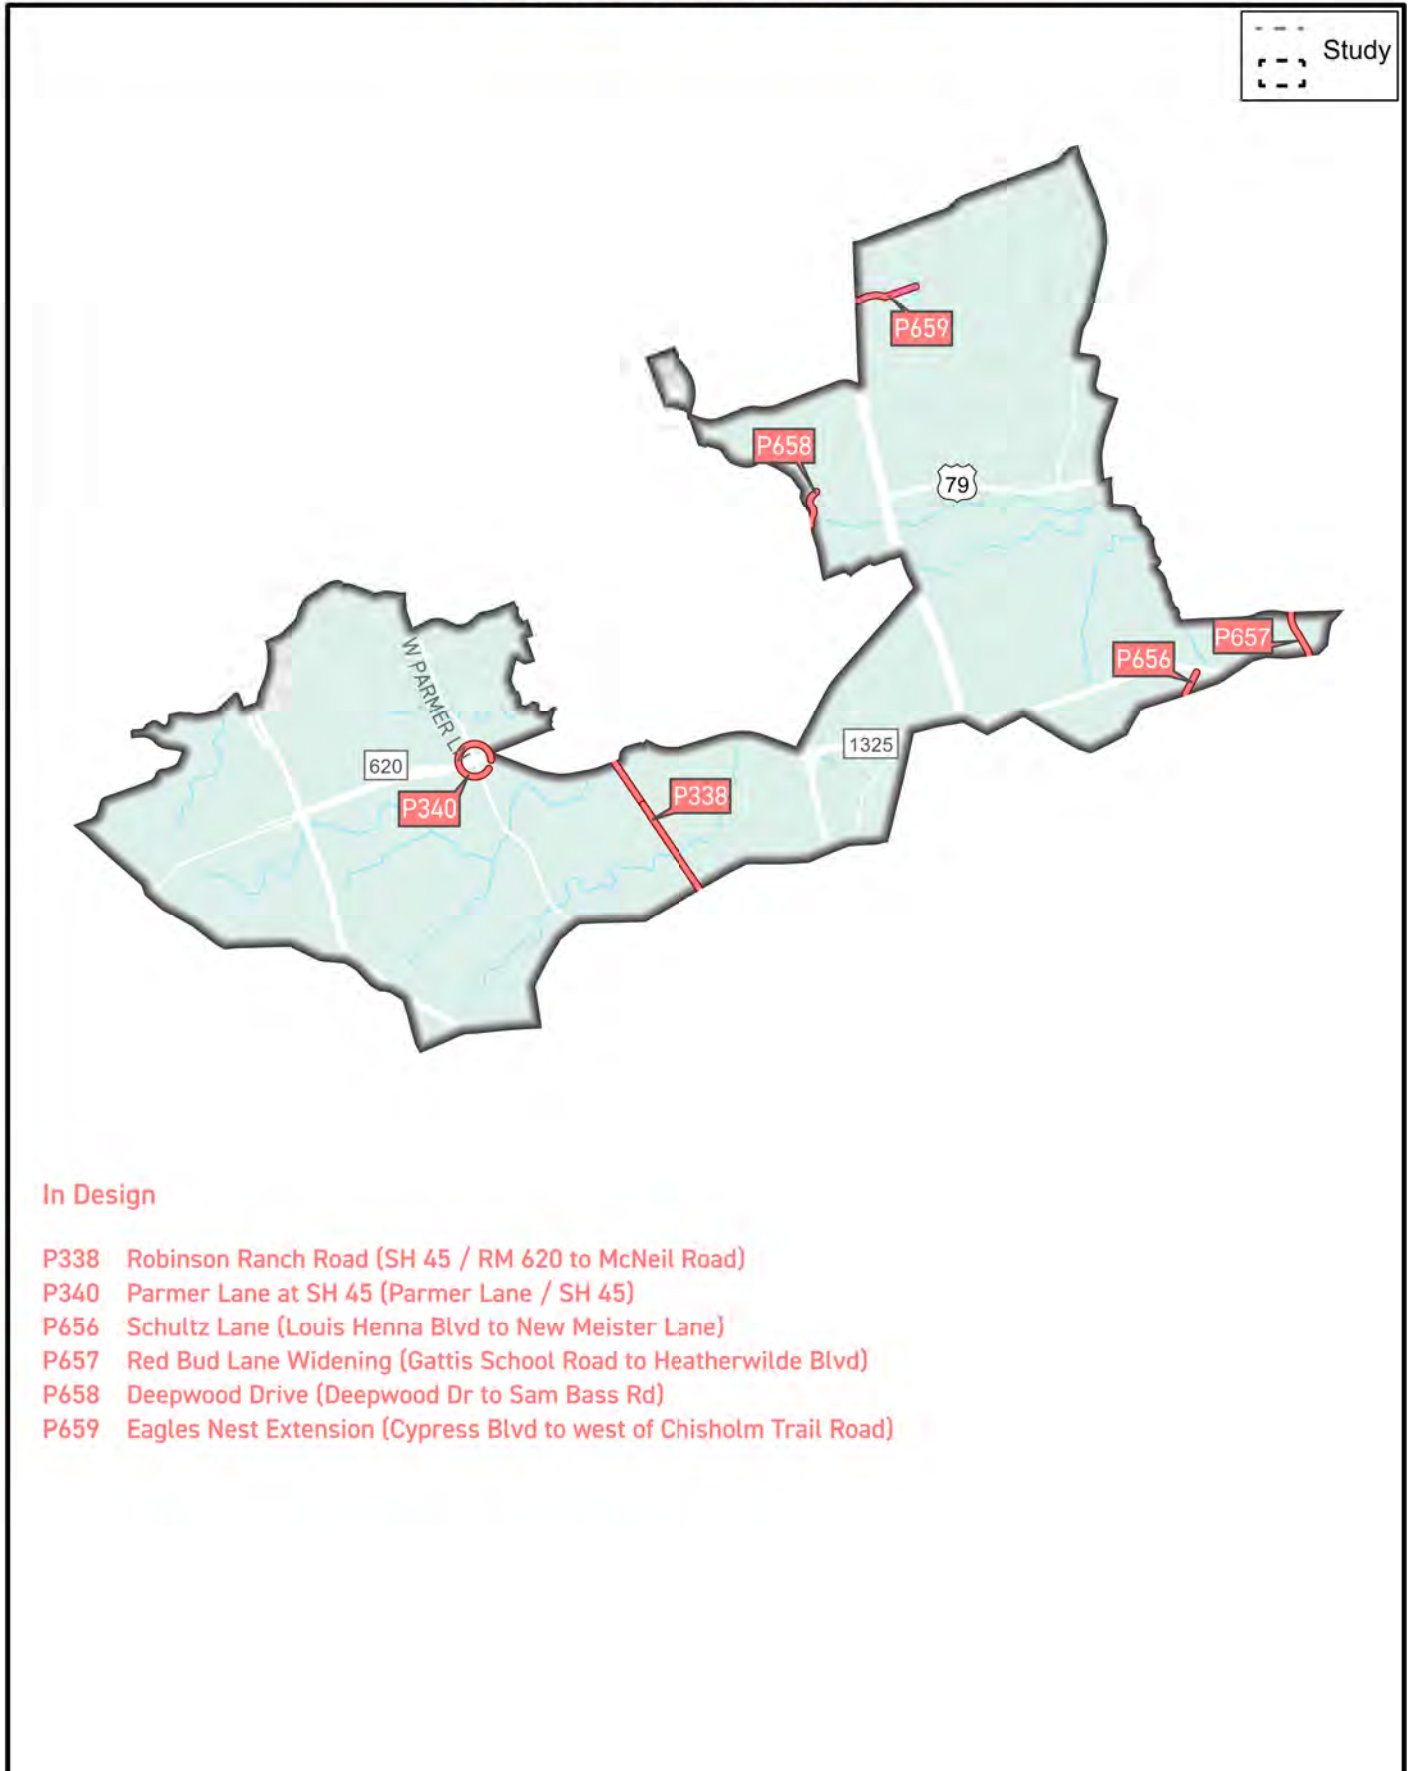 Study
P659
P658
79
P657
P656
W PARMER LN
1325
620
P338
P340
In Design
P338 Robinson Ranch Road (SH 45 / RM 620 to McNeil Road)
P340 Parmer Lane at SH 45 (Parmer Lane / SH 45)
P656 Schultz Lane (Louis Henna Blvd to New Meister Lane)
P657 Red Bud Lane Widening (Gattis School Road to Heatherwilde Blvd)
P658 Deepwood Drive (Deepwood Dr to Sam Bass Rd)
P659 Eagles Nest Extension (Cypress Blvd to west of Chisholm Trail Road)